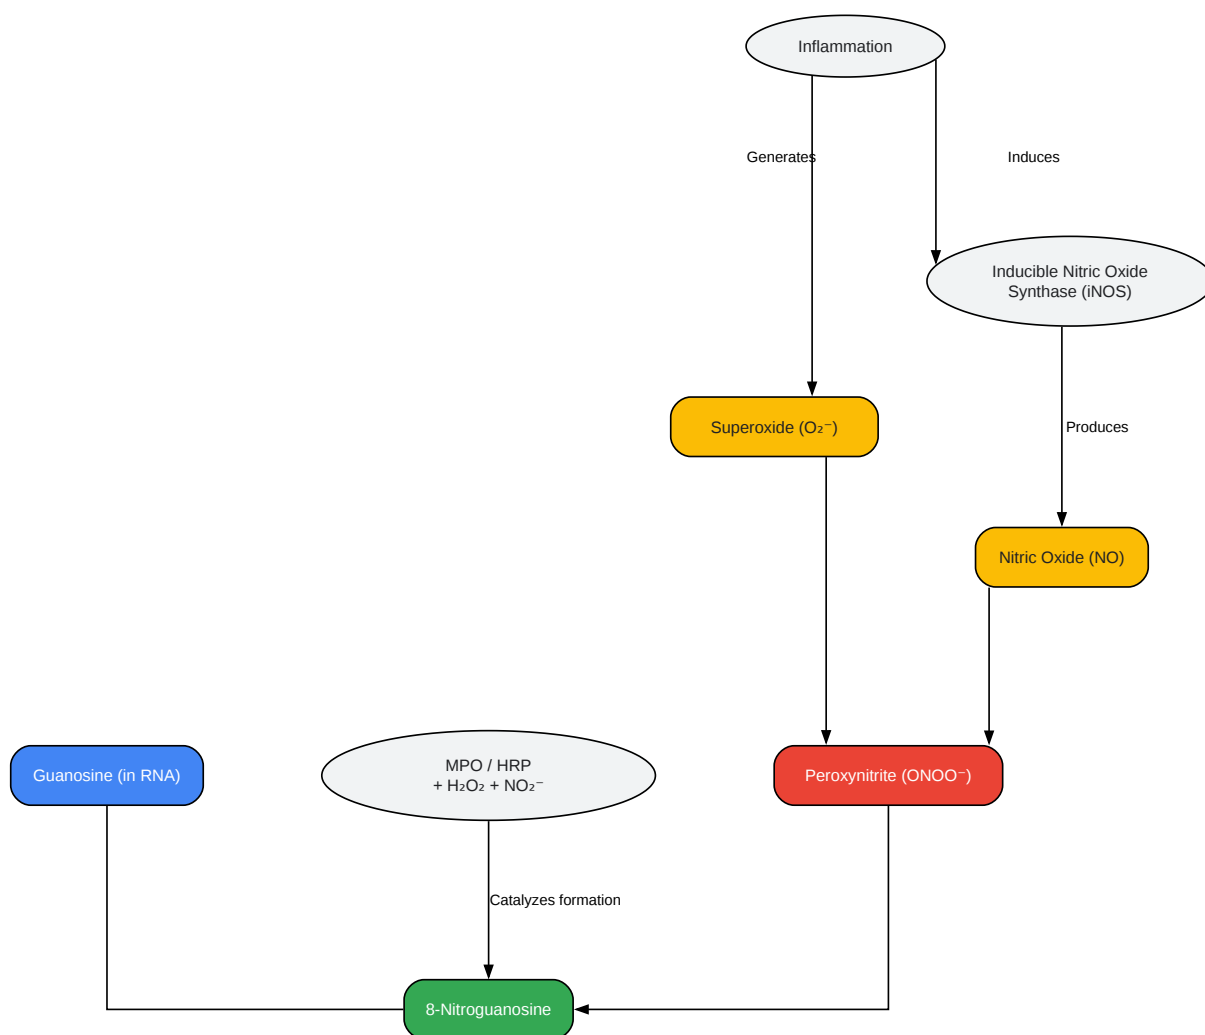 Inflammation
Generates
Induces
Inducible Nitric Oxide
Synthase (iNOS)
Superoxide (O₂⁻)
Produces
Nitric Oxide (NO)
Guanosine (in RNA)
MPO / HRP
+ H₂O₂ + NO₂⁻
Peroxynitrite (ONOO⁻)
Catalyzes formation
8-Nitroguanosine